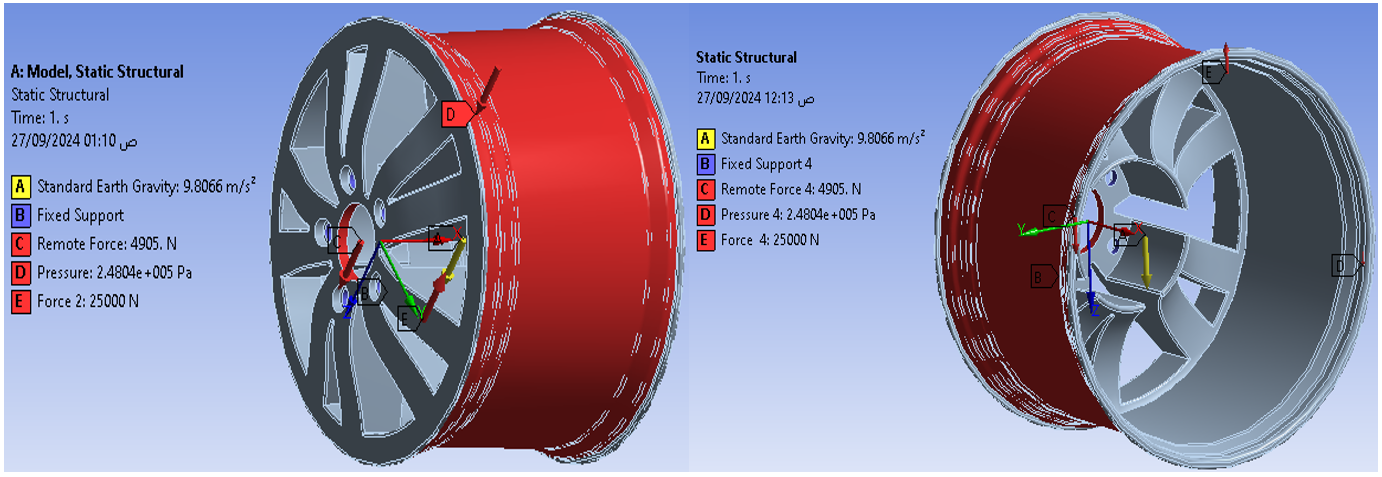 A: Model, Static Structural
Static Structural
Time: 1. s
27/09/2024 01:10 ص
A Standard Earth Gravity: 9.8066 m/s²
B Fixed Support
C Remote Force: 4905. N
D Pressure: 2.4804e+005 Pa
E Force 2: 25000 N
D
C
A
X
B
Z
E
Y
Static Structural
Time: 1. s
27/09/2024 12:13 ص
A Standard Earth Gravity: 9.8066 m/s²
B Fixed Support 4
C Remote Force 4: 4905. N
D Pressure 4: 2.4804e+005 Pa
E Force 4: 25000 N
E
C
Y
B
D
Z